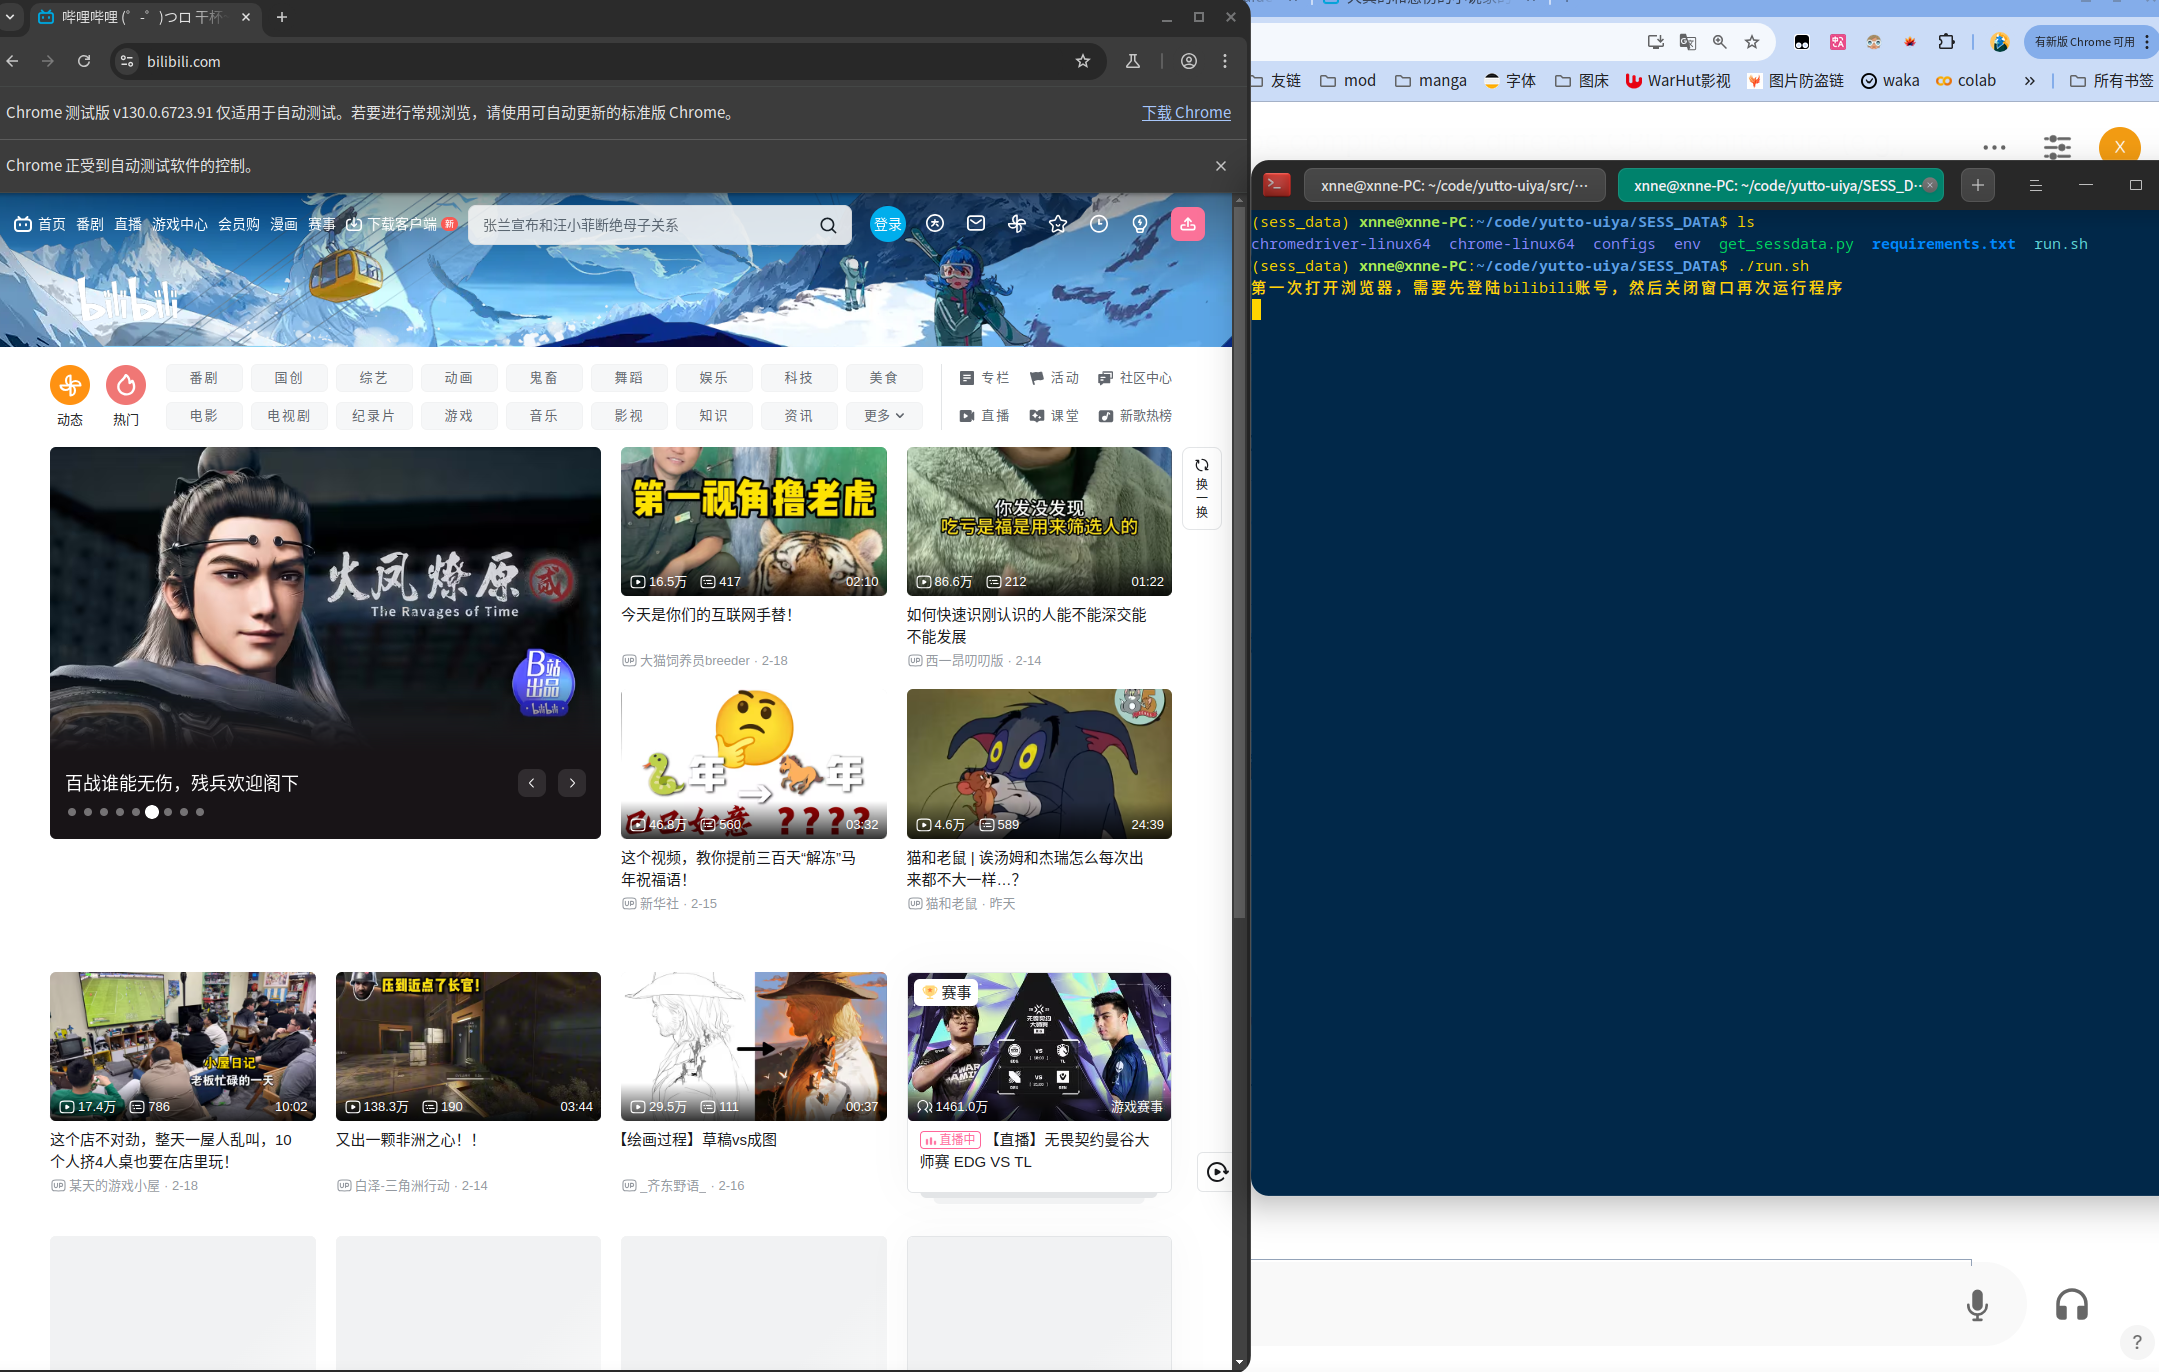 哔哩哔哩 (゜-゜)つロ 干杯
bilibili.com
Chrome 测试版 v130.0.6723.91 仅适用于自动测试。若要进行常规浏览，请使用可自动更新的标准版 Chrome。
下载 Chrome
Chrome 正受到自动测试软件的控制。
首页 番剧 直播 游戏中心 会员购 漫画 赛事 下载客户端 新
张兰宣布和汪小菲断绝母子关系
登录
bilibili
动态 热门
番剧 国创 综艺 动画 鬼畜 舞蹈 娱乐 科技 美食
专栏 活动 社区中心
电影 电视剧 纪录片 游戏 音乐 影视 知识 资讯 更多
直播 课堂 新歌热榜
火凤燎原 贰
The Ravages of Time
B站
出品
bilibili
百战谁能无伤，残兵欢迎阁下
第一视角撸老虎
16.5万 417 02:10
今天是你们的互联网手替！
UP 大猫饲养员breeder · 2-18
你发没发现
吃亏是福是用来筛选人的
86.6万 212 01:22
如何快速识刚认识的人能不能深交能
不能发展
UP 西一昂叨叨版 · 2-14
换
一
换
年 年
巳巳如意 ????
46.8万 560 03:32
这个视频，教你提前三百天“解冻”马
年祝福语！
UP 新华社 · 2-15
85
4.6万 589 24:39
猫和老鼠 | 诶汤姆和杰瑞怎么每次出
来都不大一样…？
UP 猫和老鼠 · 昨天
小屋日记
老板忙碌的一天
17.4万 786 10:02
这个店不对劲，整天一屋人乱叫，10
个人挤4人桌也要在店里玩！
UP 某天的游戏小屋 · 2-18
压到近点了长官！
138.3万 190 03:44
又出一颗非洲之心！！
UP 白泽-三角洲行动 · 2-14
29.5万 111 00:37
【绘画过程】草稿vs成图
UP _齐东野语_ · 2-16
赛事
VS
VS
1461.0万 游戏赛事
直播中 【直播】无畏契约曼谷大
师赛 EDG VS TL
有新版 Chrome 可用
友链 mod manga 字体 图床 WarHut影视 图片防盗链 waka colab » 所有书签
X
xnne@xnne-PC: ~/code/yutto-uiya/src/···
xnne@xnne-PC: ~/code/yutto-uiya/SESS_D···
(sess_data) xnne@xnne-PC:~/code/yutto-uiya/SESS_DATA$ ls
chromedriver-linux64 chrome-linux64 configs env get_sessdata.py requirements.txt run.sh
(sess_data) xnne@xnne-PC:~/code/yutto-uiya/SESS_DATA$ ./run.sh
第一次打开浏览器，需要先登陆bilibili账号，然后关闭窗口再次运行程序
?